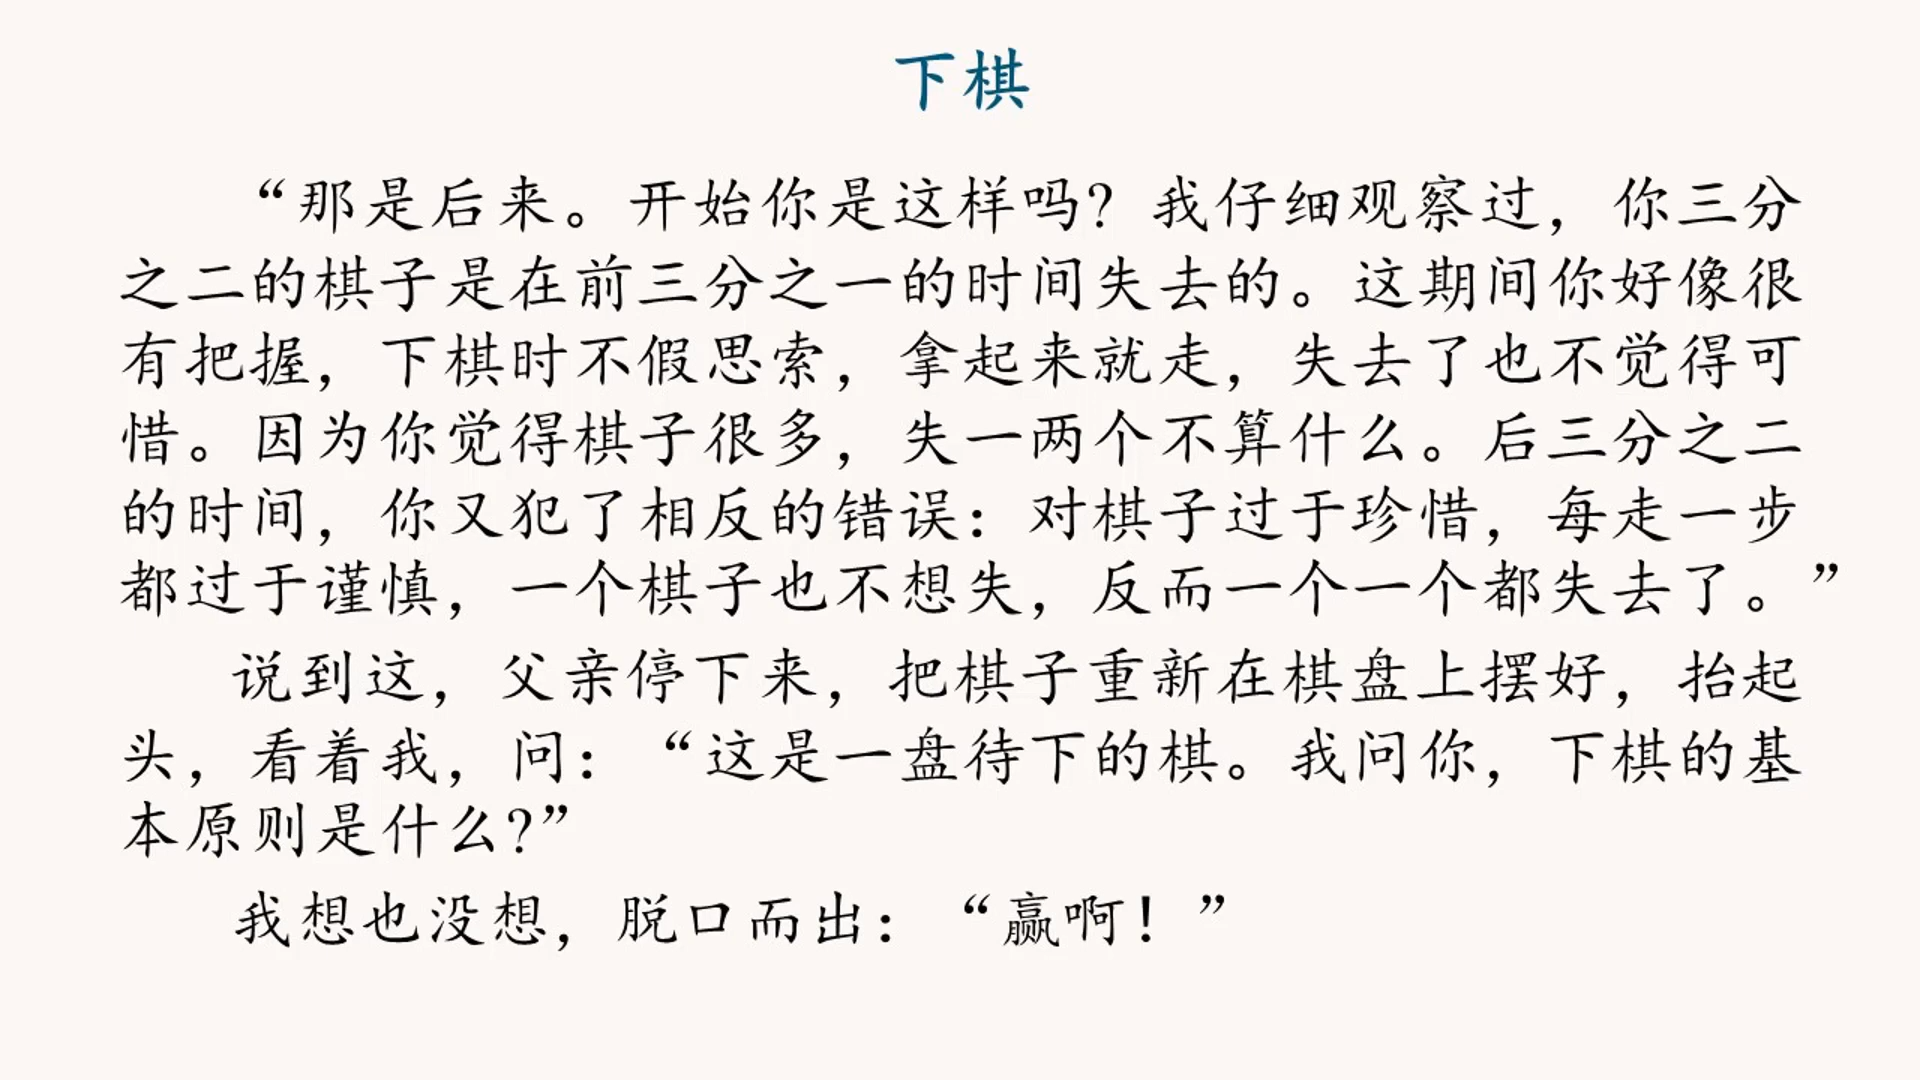 下棋
“那是后来。开始你是这样吗？我仔细观察过，你三分
之二的棋子是在前三分之一的时间失去的。这期间你好像很
有把握，下棋时不假思索，拿起来就走，失去了也不觉得可
惜。因为你觉得棋子很多，失一两个不算什么。后三分之二
的时间，你又犯了相反的错误：对棋子过于珍惜，每走一步
都过于谨慎，一个棋子也不想失，反而一个一个都失去了。”
说到这，父亲停下来，把棋子重新在棋盘上摆好，抬起
头，看着我，问：“这是一盘待下的棋。我问你，下棋的基
本原则是什么？”
我想也没想，脱口而出：“赢啊！”